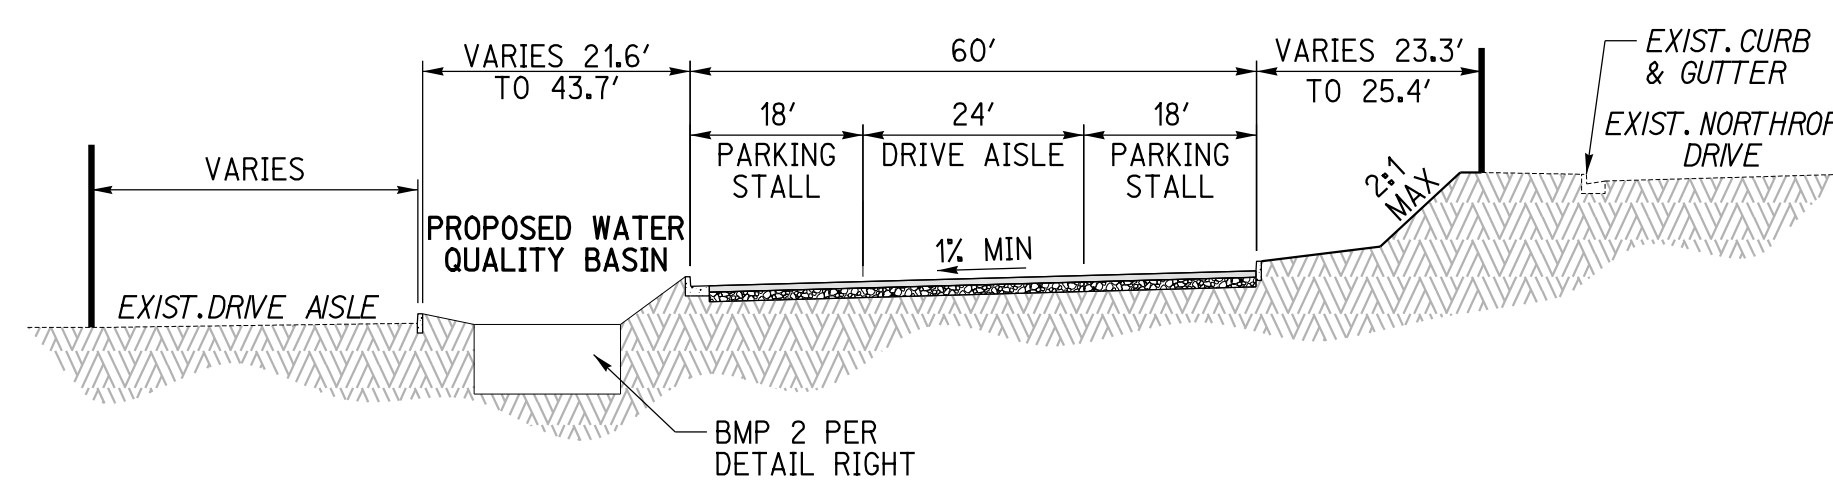 VARIES 21.6'
TO 43.7'
60'
VARIES 23.3'
TO 25.4'
EXIST. CURB
& GUTTER
18'
24'
18'
EXIST. NORTHROP
DRIVE
PARKING
STALL
DRIVE AISLE
PARKING
STALL
VARIES
2:1
MAX
PROPOSED WATER
QUALITY BASIN
1% MIN
EXIST. DRIVE AISLE
BMP 2 PER
DETAIL RIGHT